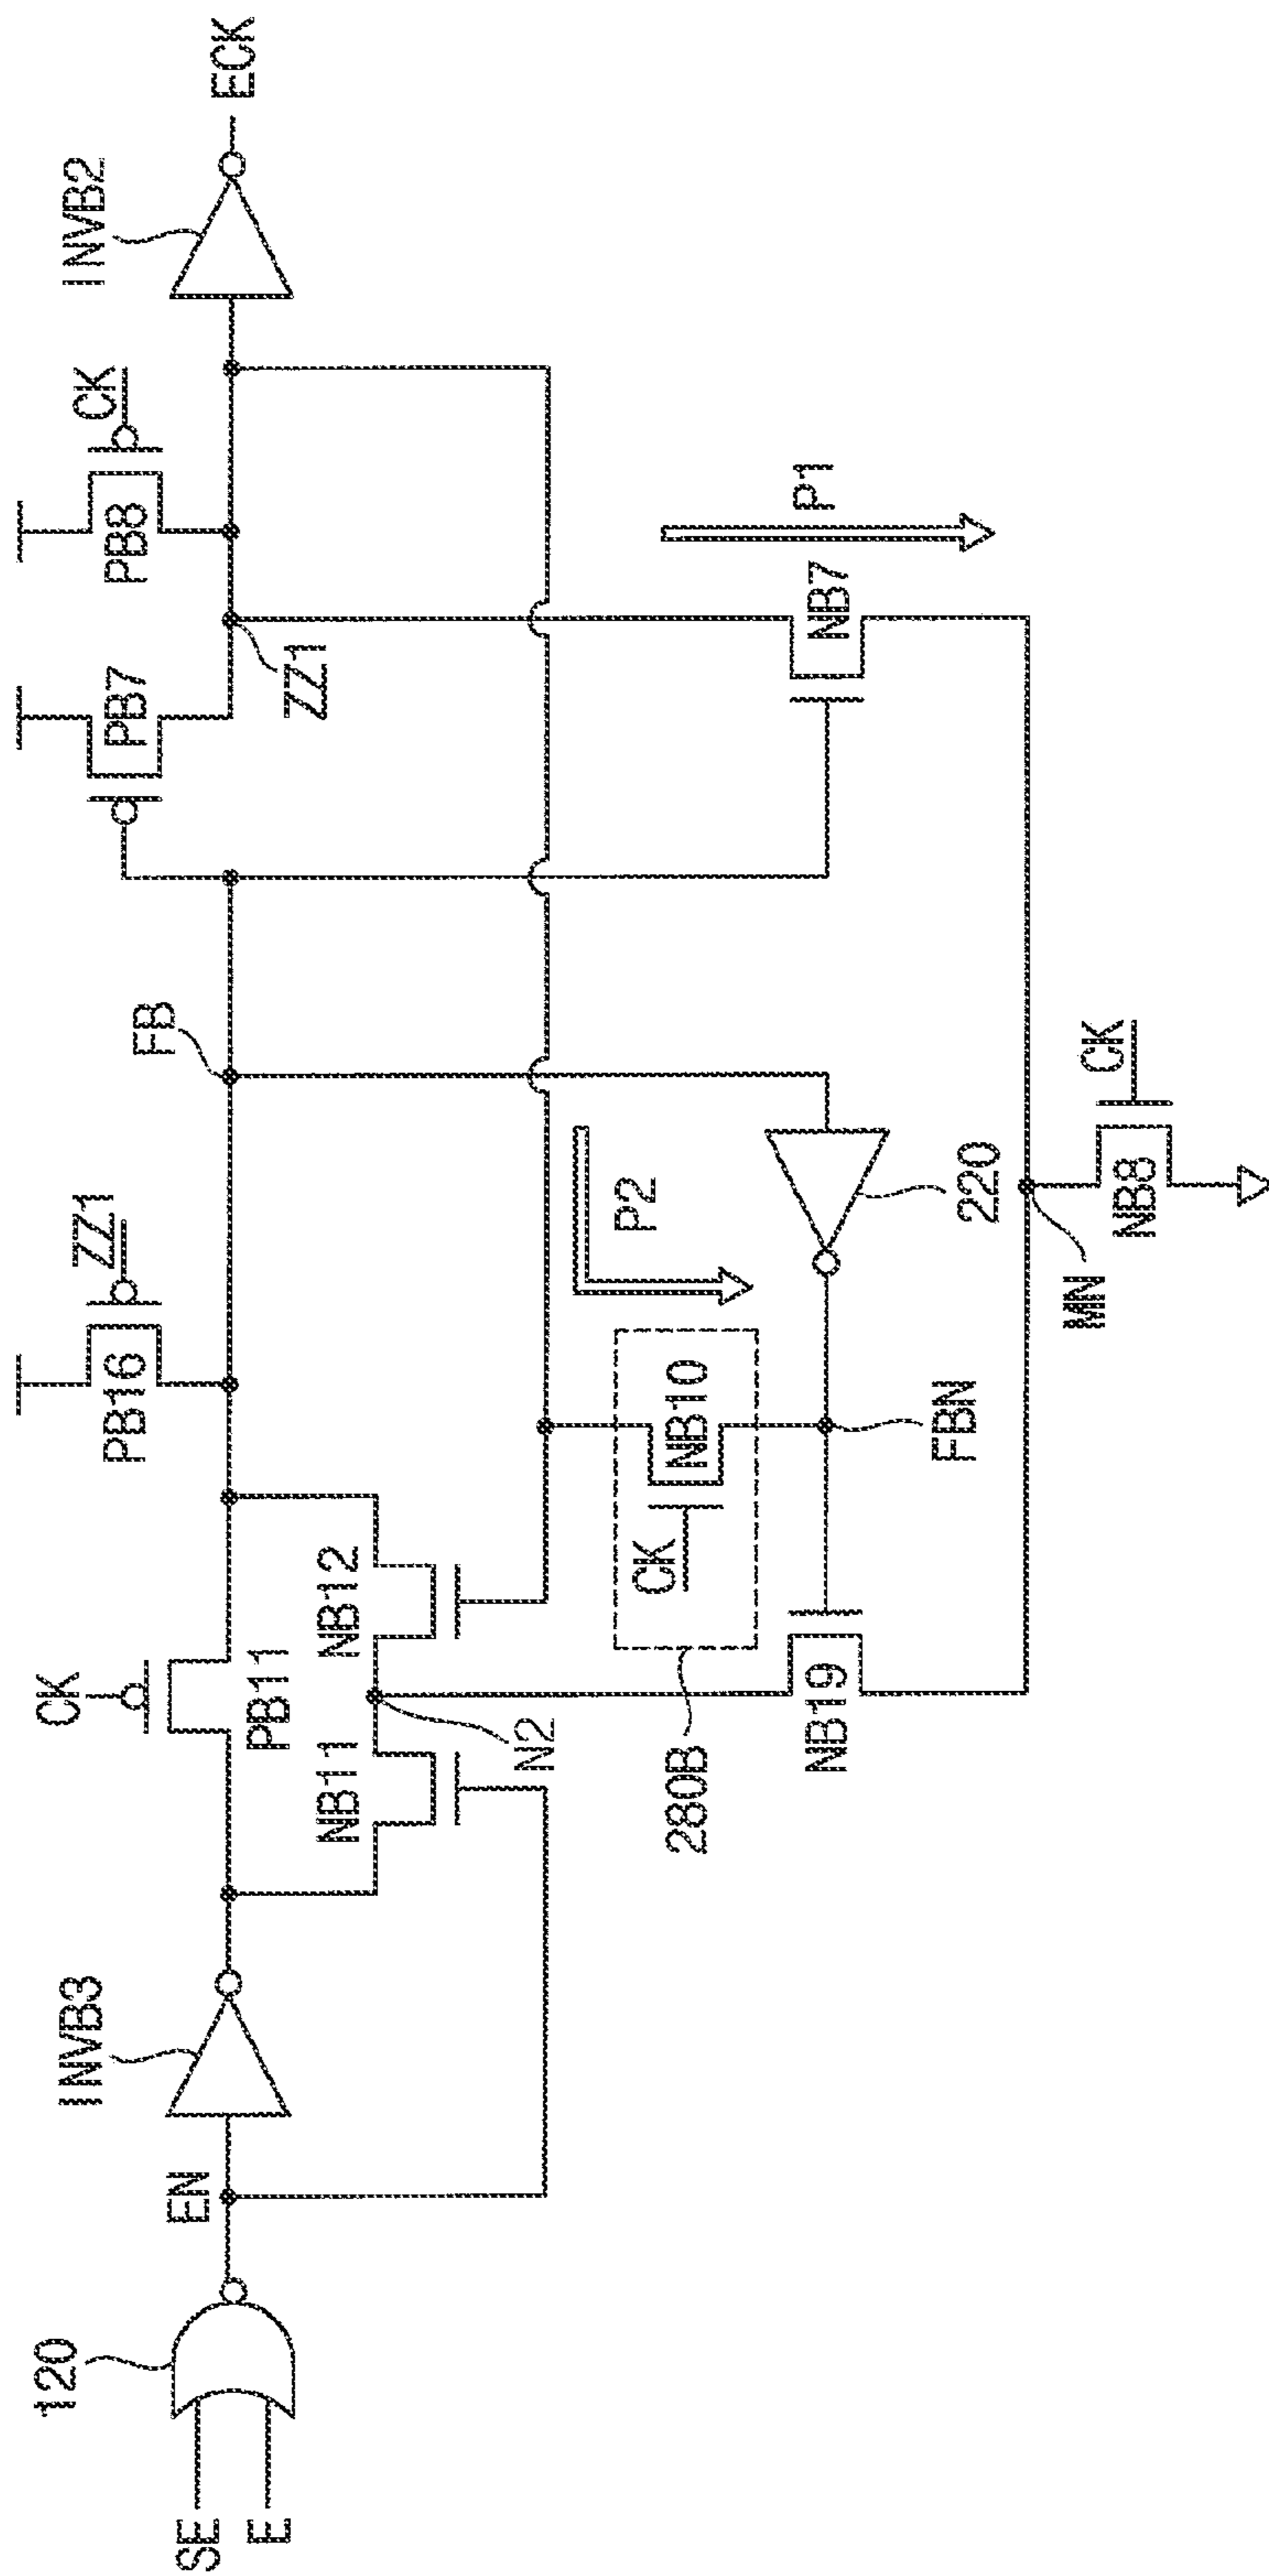 SE
E
120
EN
INVB3
CK
PB11
NB11
NB12
N2
PB16
ZZ1
FB
PB7
ZZ1
PB8
CK
INVB2
ECK
280B
CK
NB10
P2
220
FBN
NB19
MN
NB8
CK
NB7
P1